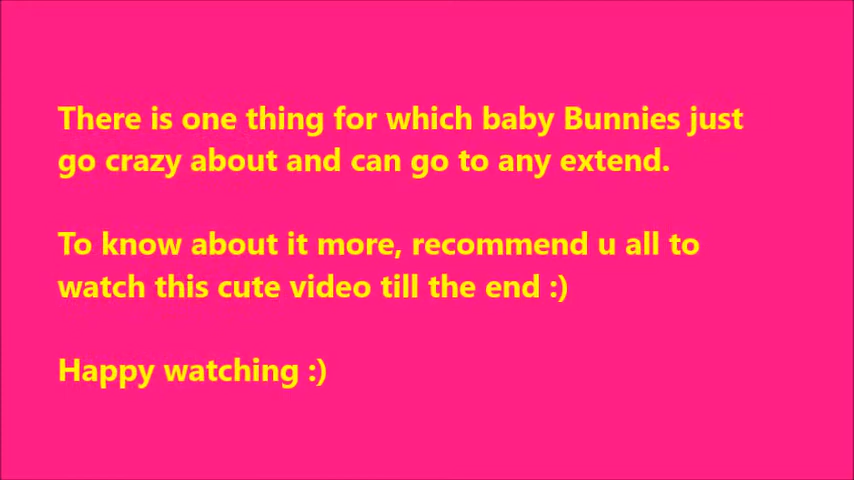 There is one thing for which baby Bunnies just
go crazy about and can go to any extend.
To know about it more, recommend u all to
watch this cute video till the end :)
Happy watching :)